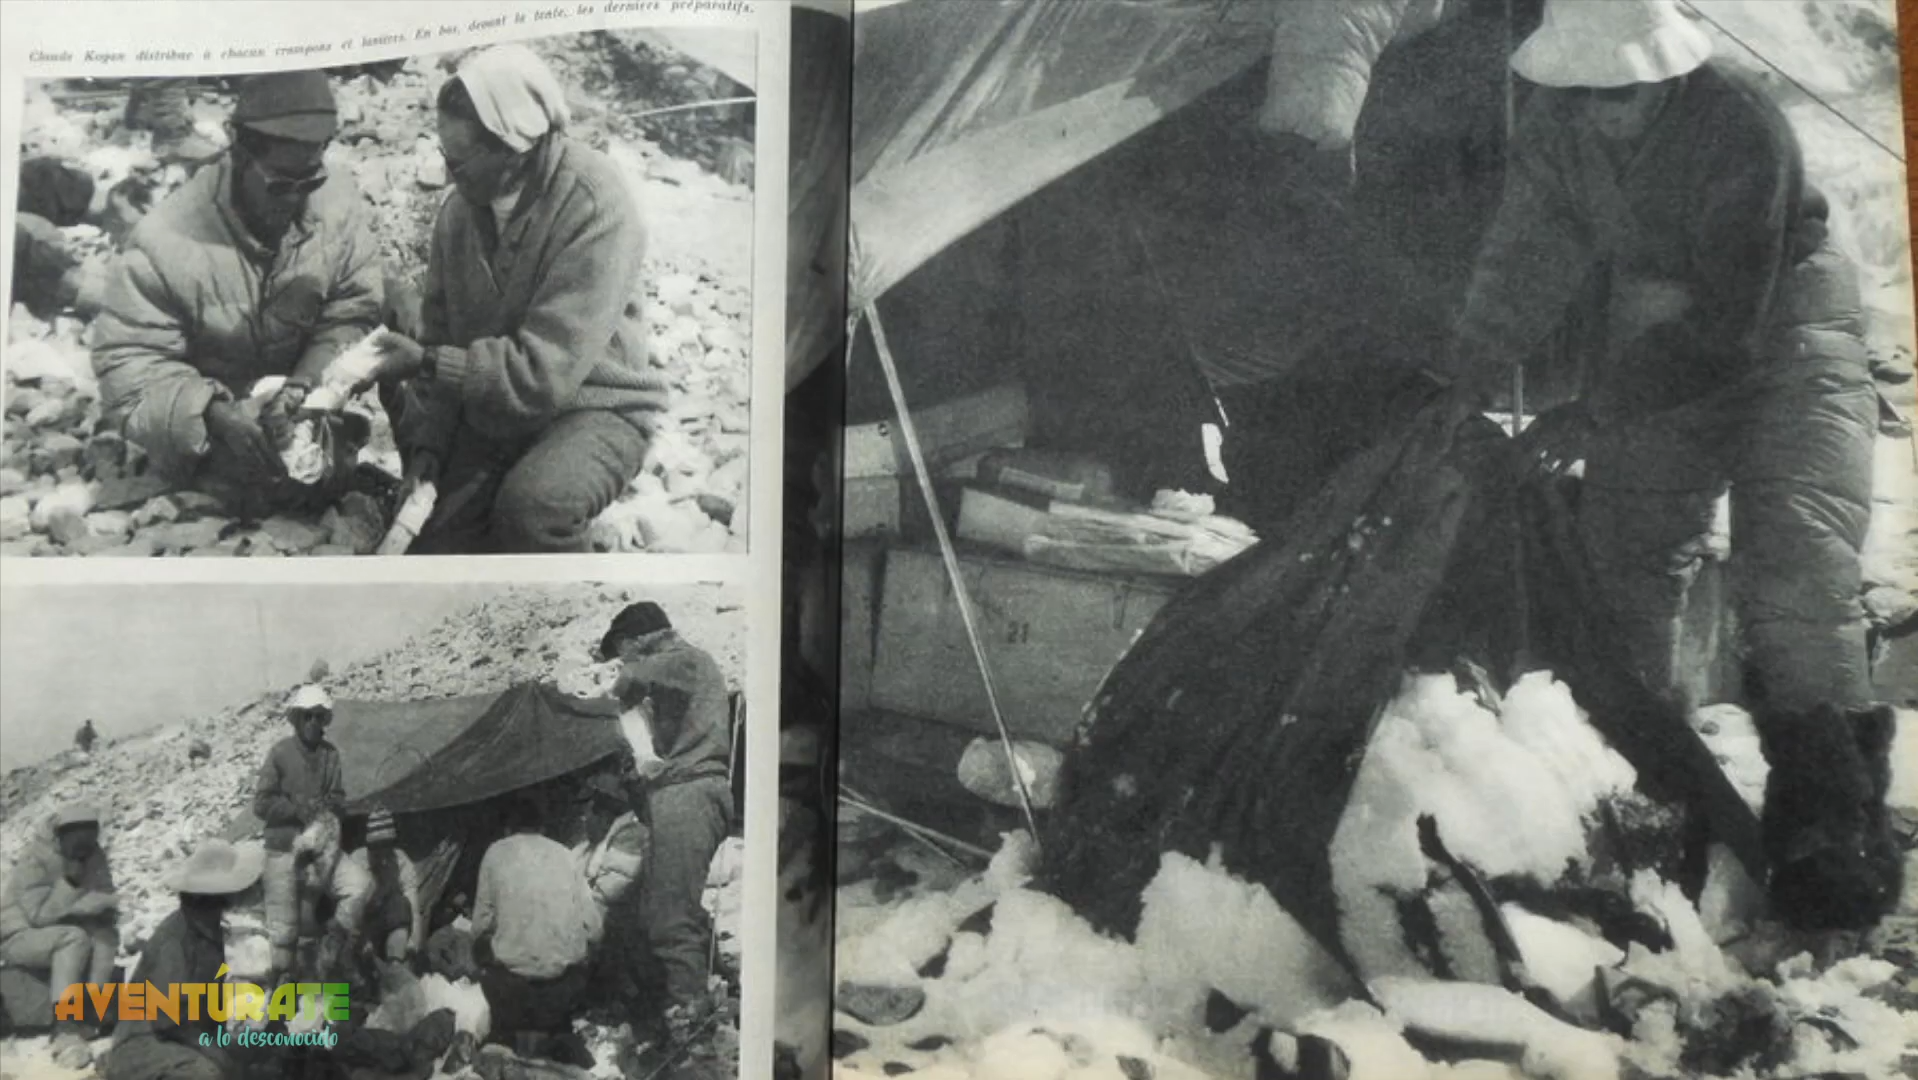 Claude Kogan distribue à chacun crampons et lanières. En bas, devant la tente, les derniers préparatifs.
21
AVENTÚRATE
a lo desconocido